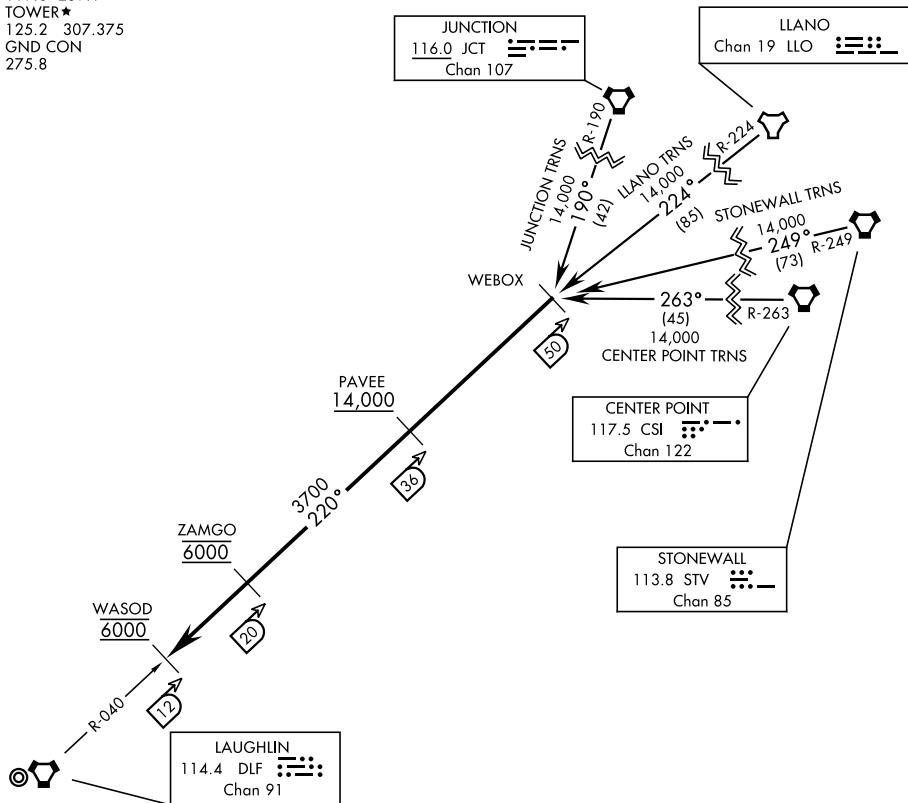 TOWER★
125.2 307.375
GND CON
275.8
JUNCTION
116.0 JCT
Chan 107
LLANO
Chan 19 LLO
R-190
JUNCTION TRNS
14,000
190°
(42)
R-224
LLANO TRNS
14,000
224°
(85)
STONEWALL TRNS
14,000
249°
(73)
R-249
WEBOX
263°
(45)
14,000
R-263
CENTER POINT TRNS
50
PAVEE
14,000
36
CENTER POINT
117.5 CSI
Chan 122
3700
220°
ZAMGO
6000
20
STONEWALL
113.8 STV
Chan 85
WASOD
6000
12
R-040
LAUGHLIN
114.4 DLF
Chan 91